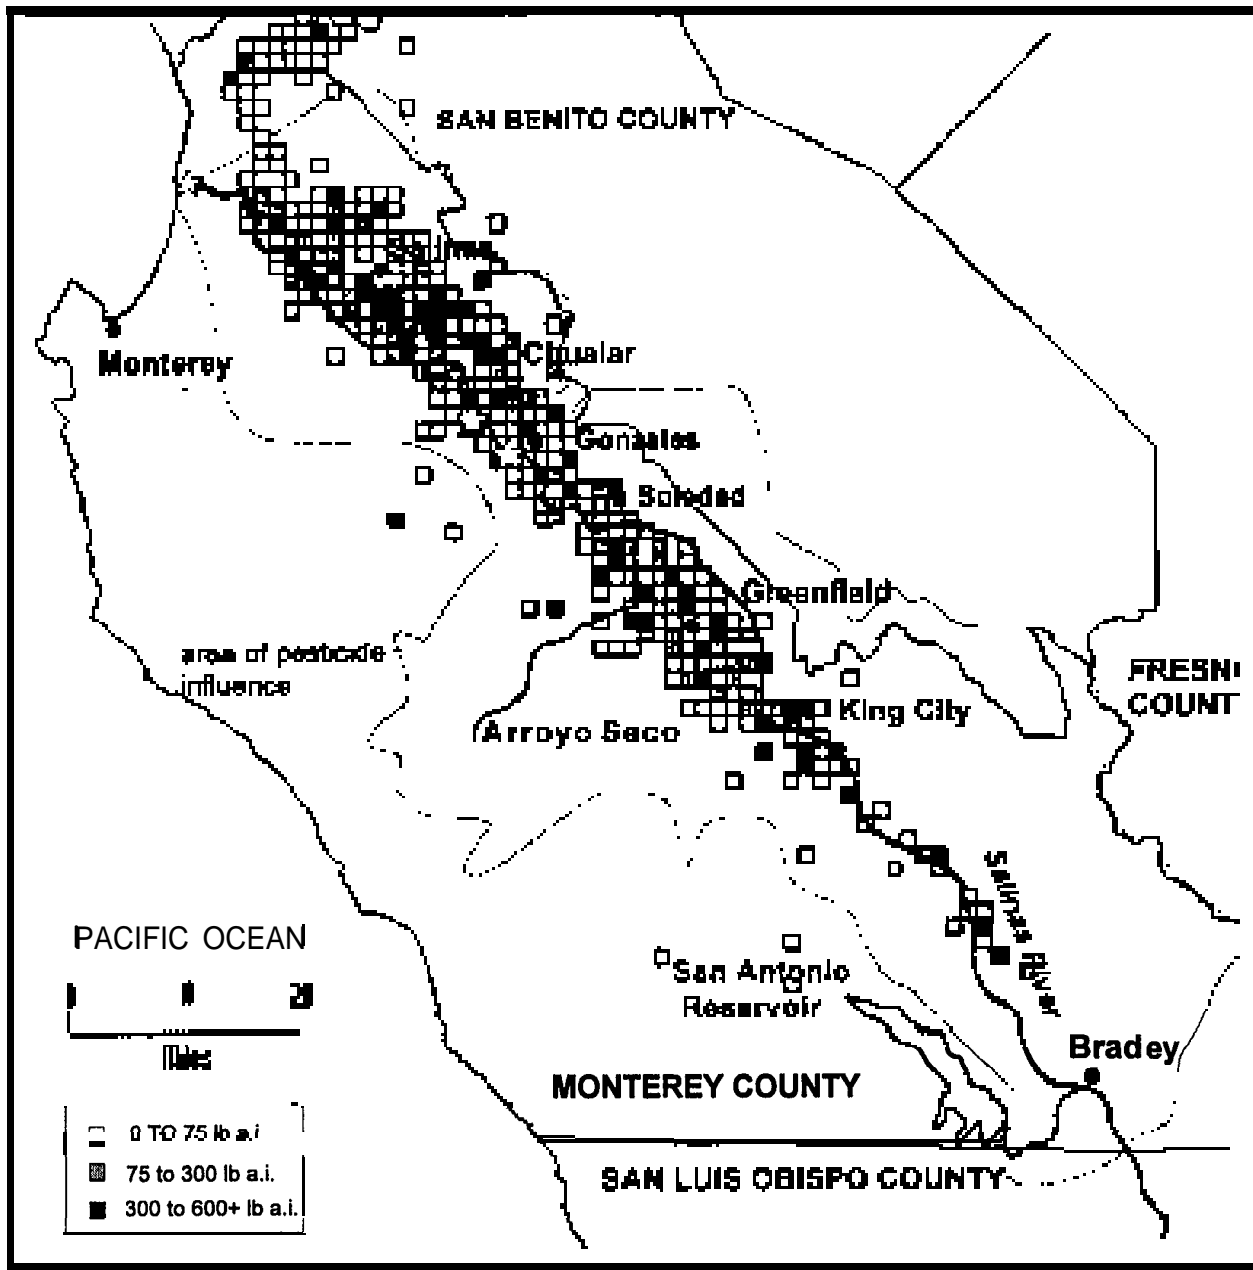 SAN BENITO COUNTY
Salinas
Monterey
Chualar
Gonzales
Soledad
Greenfield
area of pesticide
influence
FRESN
COUNT
King City
Arroyo Seco
Salinas River
PACIFIC OCEAN
San Antonio
Reservoir
Miles
Bradey
MONTEREY COUNTY
0 TO 75 lb a.i
75 to 300 lb a.i.
300 to 600+ lb a.i.
SAN LUIS OBISPO COUNTY